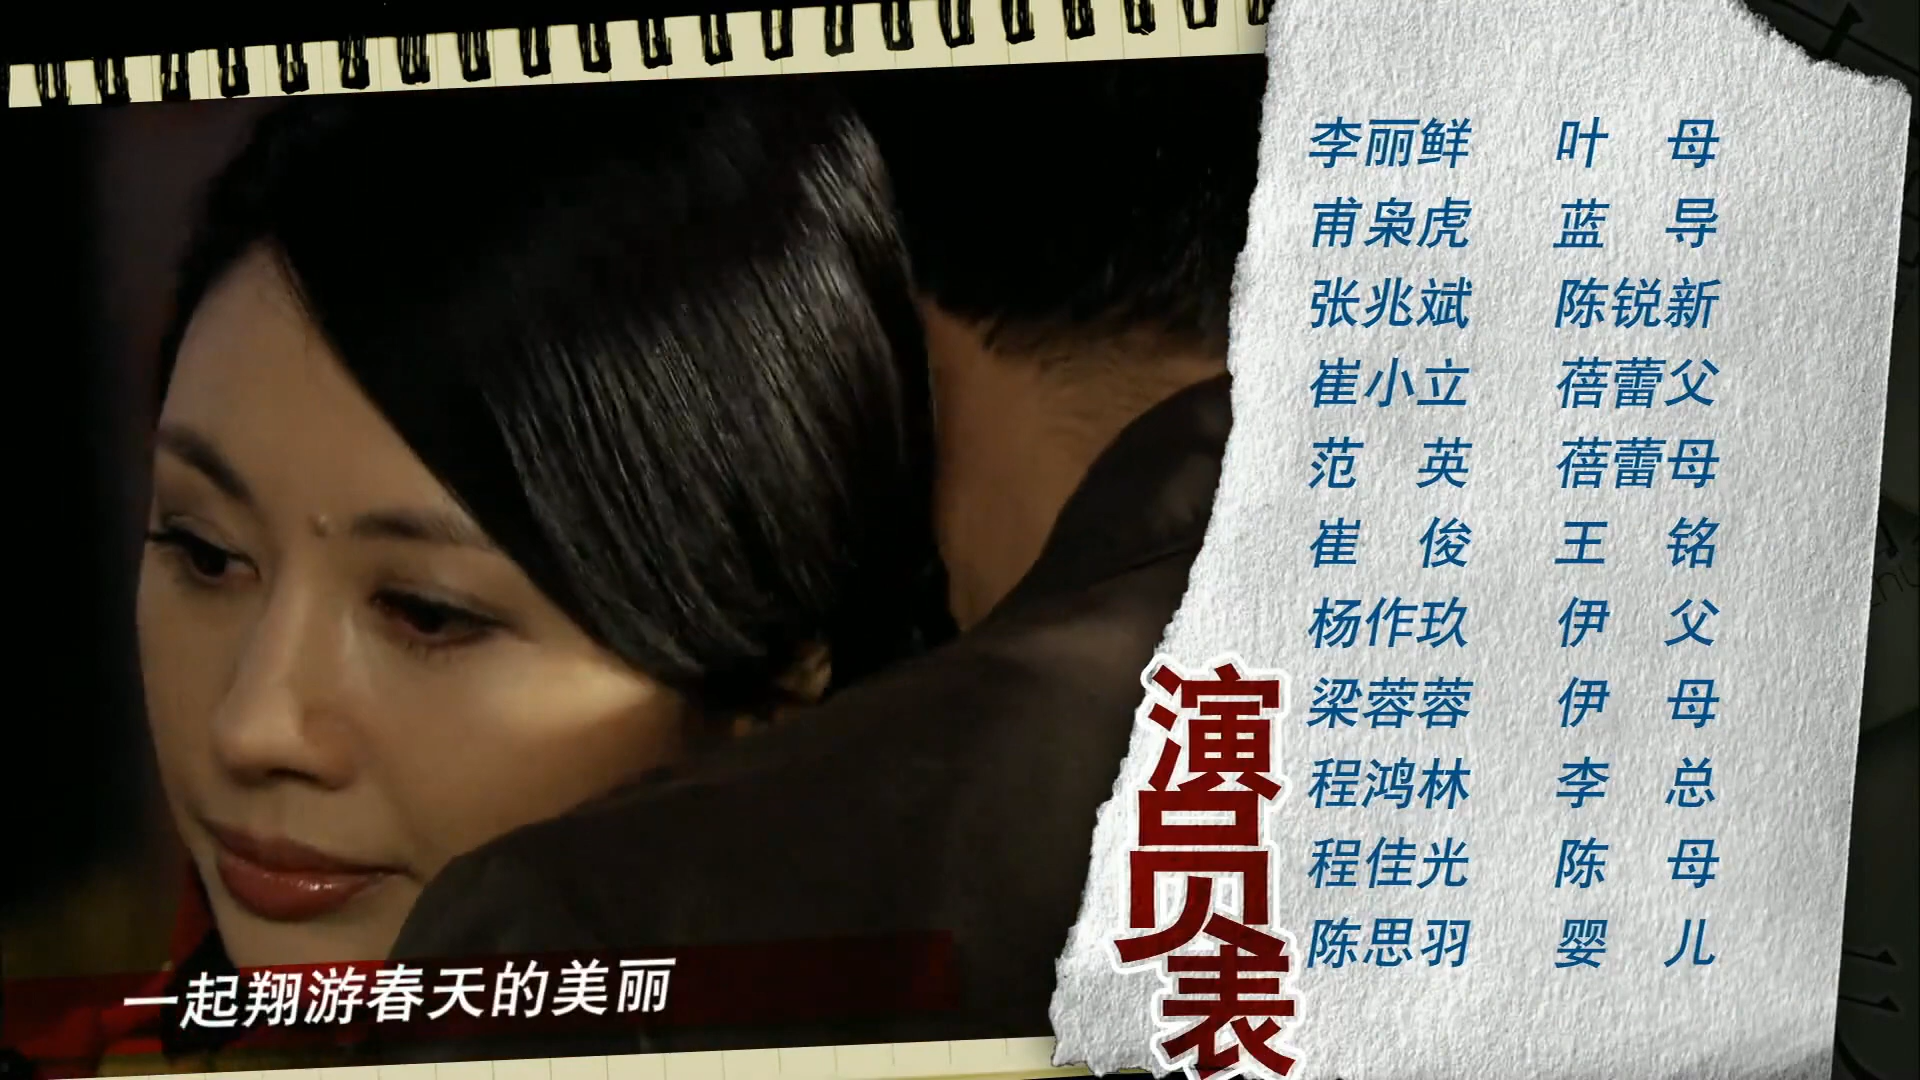 李丽鲜 叶母
甫枭虎 蓝导
张兆斌 陈锐新
崔小立 蓓蕾父
范英 蓓蕾母
崔俊 王铭
杨作玖 伊父
梁蓉蓉 伊母
程鸿林 李总
程佳光 陈母
陈思羽 婴儿
演员表
一起翔游春天的美丽